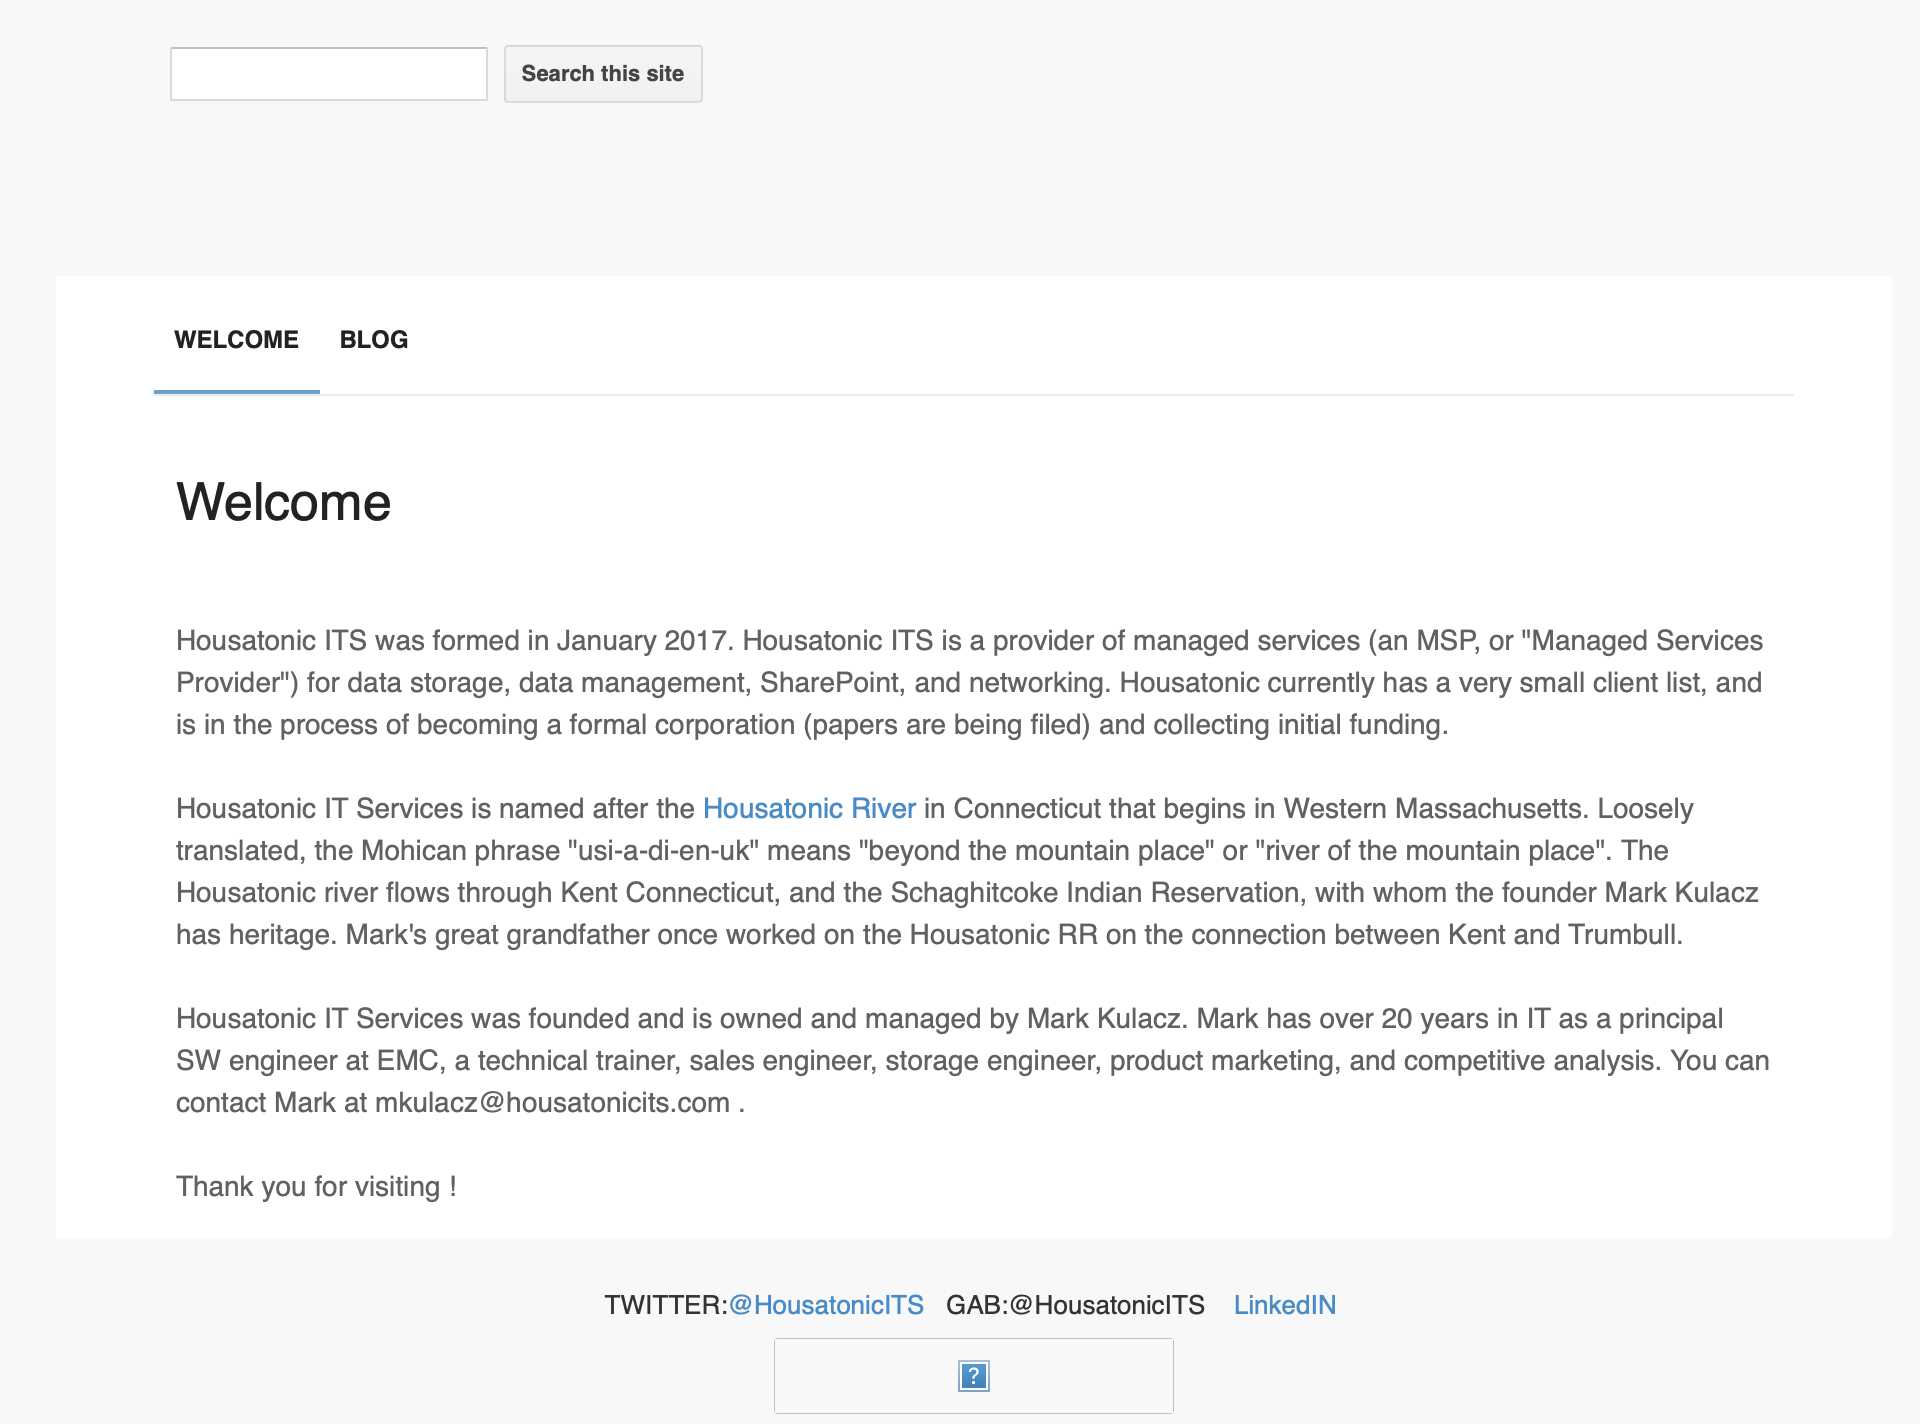 Search this site
WELCOME BLOG
Welcome
Housatonic ITS was formed in January 2017. Housatonic ITS is a provider of managed services (an MSP, or "Managed Services
Provider") for data storage, data management, SharePoint, and networking. Housatonic currently has a very small client list, and
is in the process of becoming a formal corporation (papers are being filed) and collecting initial funding.
Housatonic IT Services is named after the Housatonic River in Connecticut that begins in Western Massachusetts. Loosely
translated, the Mohican phrase "usi-a-di-en-uk" means "beyond the mountain place" or "river of the mountain place". The
Housatonic river flows through Kent Connecticut, and the Schaghitcoke Indian Reservation, with whom the founder Mark Kulacz
has heritage. Mark's great grandfather once worked on the Housatonic RR on the connection between Kent and Trumbull.
Housatonic IT Services was founded and is owned and managed by Mark Kulacz. Mark has over 20 years in IT as a principal
SW engineer at EMC, a technical trainer, sales engineer, storage engineer, product marketing, and competitive analysis. You can
contact Mark at mkulacz@housatonicits.com .
Thank you for visiting !
TWITTER:@HousatonicITS GAB:@HousatonicITS LinkedIN
?